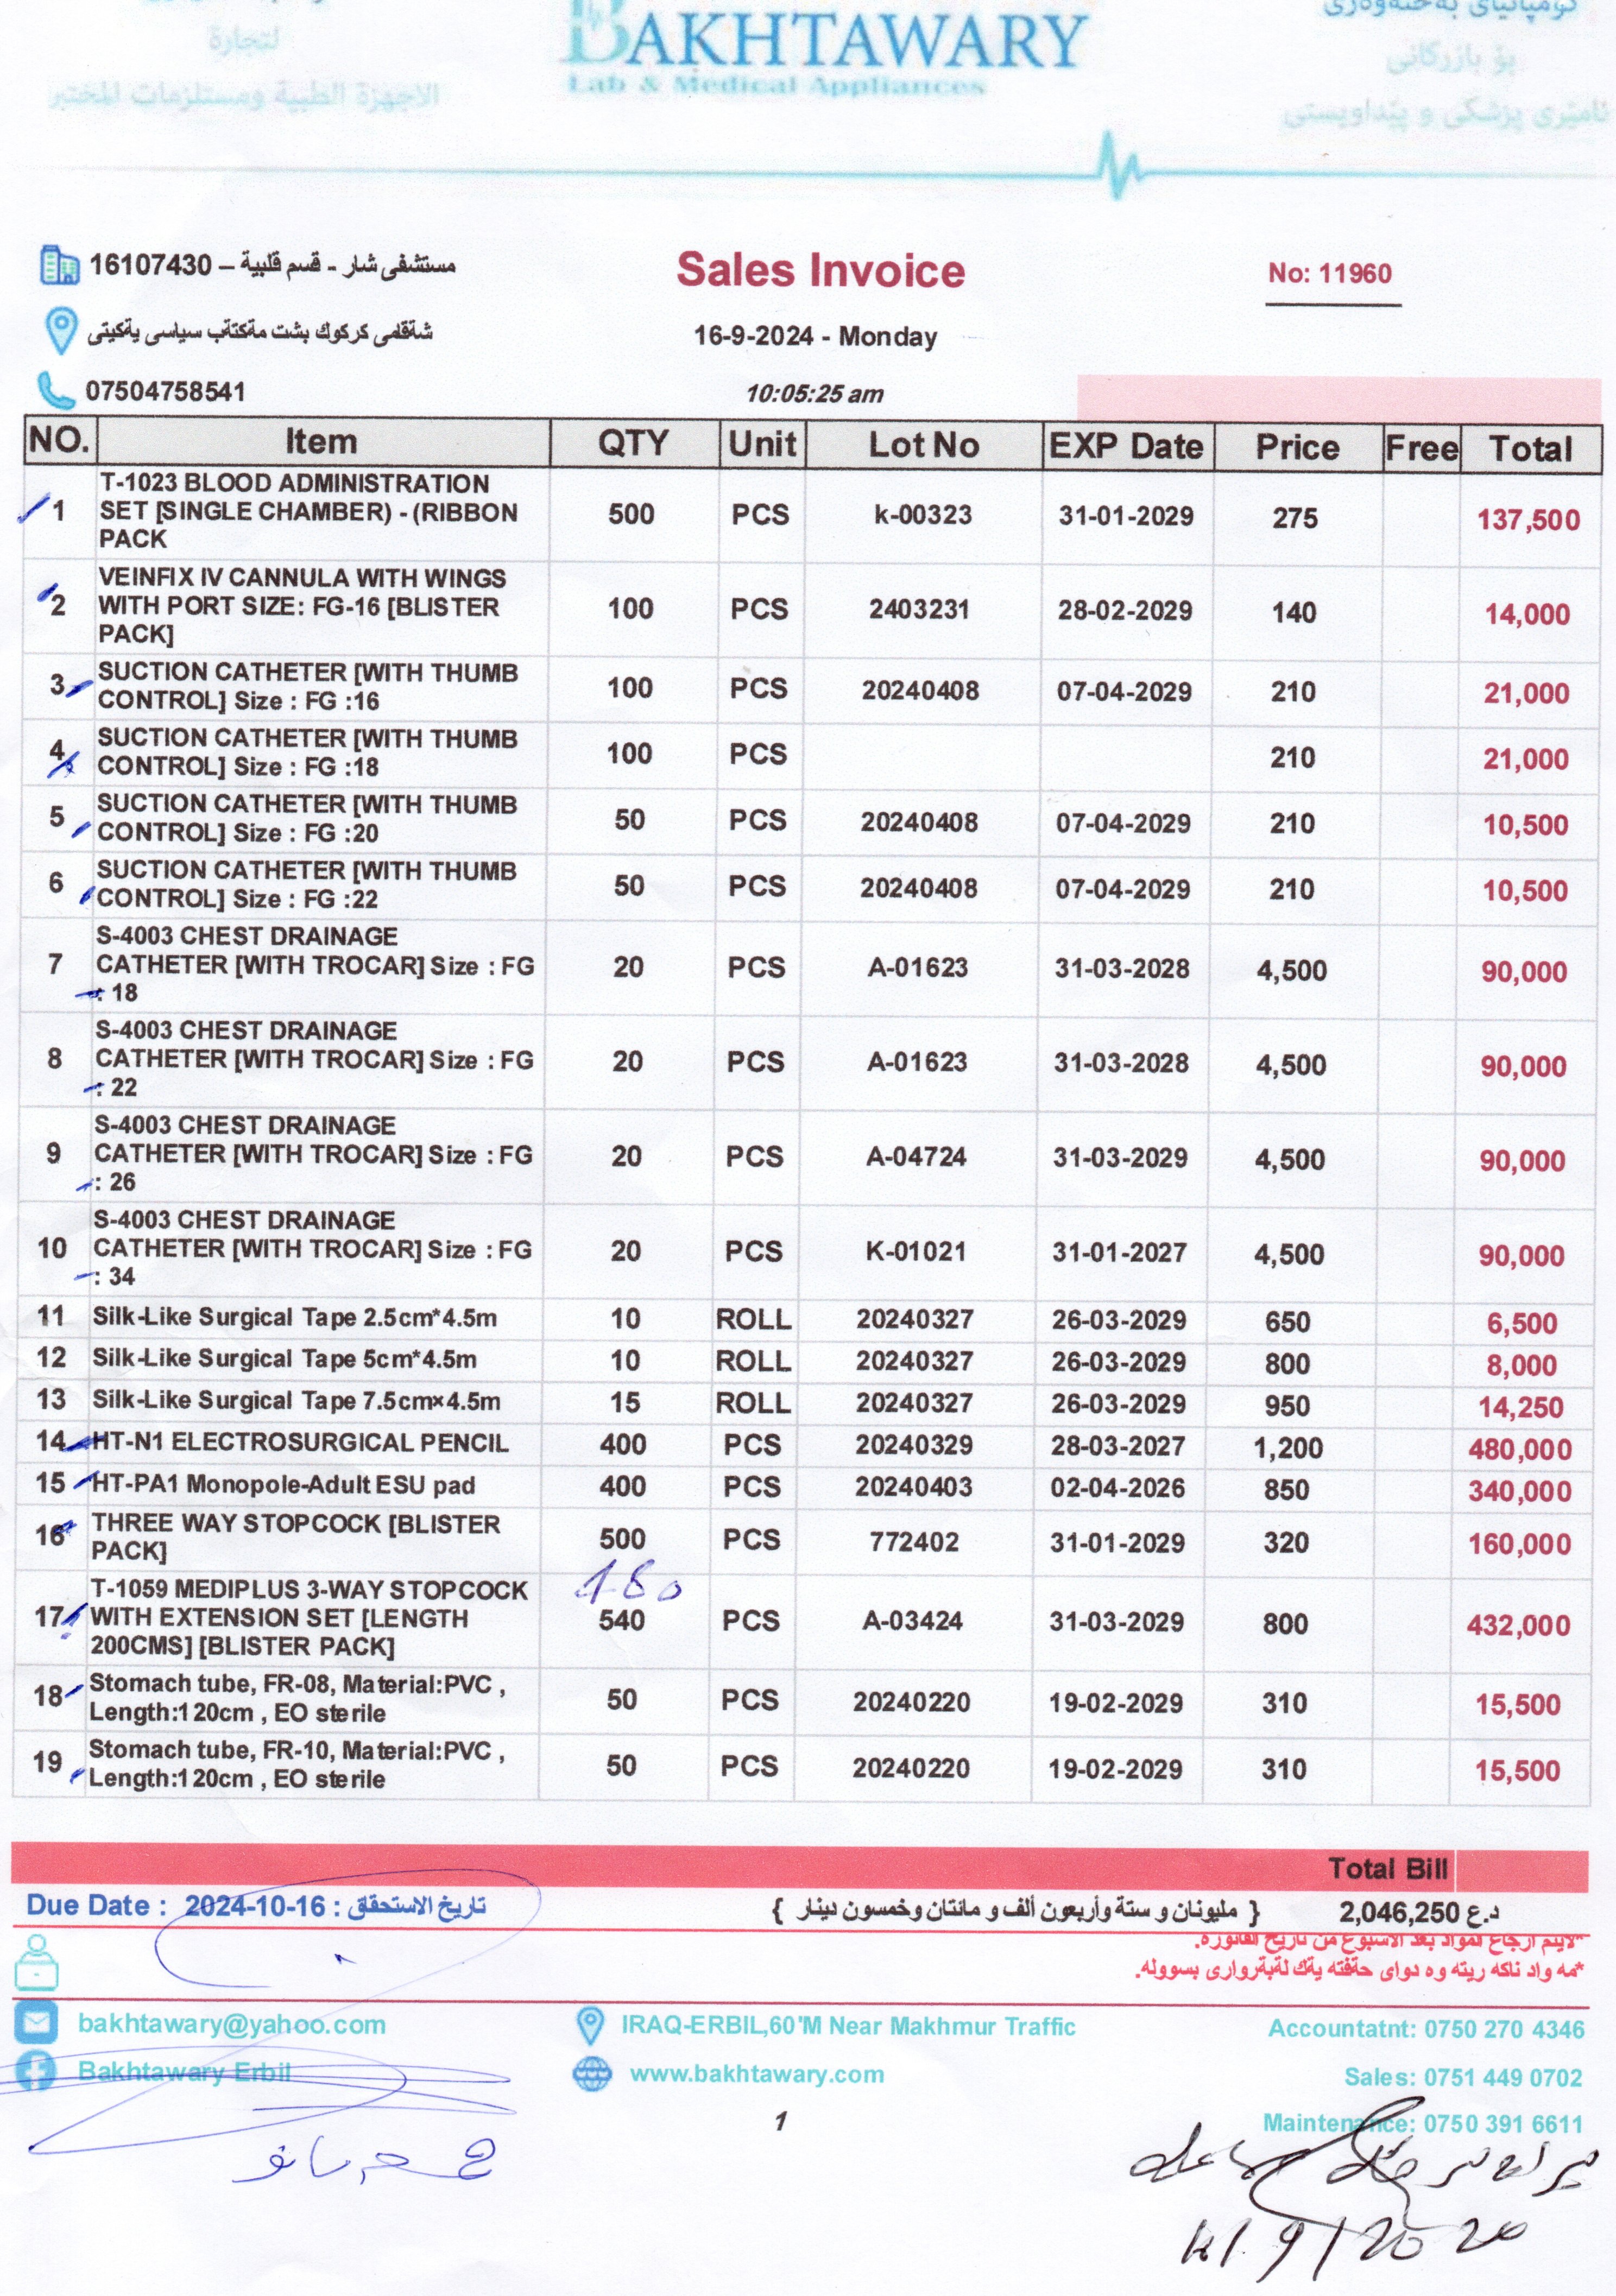 كۆمپانیای بەختەوەری
بۆ بازرگانی
ئامێری پزشكی و پێداویستی
BAKHTAWARY
Lab & Medical Appliances
لتجارة
الاجهزة الطبية ومستلزمات المختبر
16107430 – مستشفى شار - قسم قلبية
Sales Invoice
No: 11960
شةقامى كركوك بشت مةكتةب سياسى يةكيتى
16-9-2024 - Monday
07504758541
10:05:25 am
NO. Item QTY Unit Lot No EXP Date Price Free Total
1 T-1023 BLOOD ADMINISTRATION SET [SINGLE CHAMBER) - (RIBBON PACK 500 PCS k-00323 31-01-2029 275 137,500
2 VEINFIX IV CANNULA WITH WINGS WITH PORT SIZE: FG-16 [BLISTER PACK] 100 PCS 2403231 28-02-2029 140 14,000
3 SUCTION CATHETER [WITH THUMB CONTROL] Size : FG :16 100 PCS 20240408 07-04-2029 210 21,000
4 SUCTION CATHETER [WITH THUMB CONTROL] Size : FG :18 100 PCS 210 21,000
5 SUCTION CATHETER [WITH THUMB CONTROL] Size : FG :20 50 PCS 20240408 07-04-2029 210 10,500
6 SUCTION CATHETER [WITH THUMB CONTROL] Size : FG :22 50 PCS 20240408 07-04-2029 210 10,500
7 S-4003 CHEST DRAINAGE CATHETER [WITH TROCAR] Size : FG : 18 20 PCS A-01623 31-03-2028 4,500 90,000
8 S-4003 CHEST DRAINAGE CATHETER [WITH TROCAR] Size : FG : 22 20 PCS A-01623 31-03-2028 4,500 90,000
9 S-4003 CHEST DRAINAGE CATHETER [WITH TROCAR] Size : FG : 26 20 PCS A-04724 31-03-2029 4,500 90,000
10 S-4003 CHEST DRAINAGE CATHETER [WITH TROCAR] Size : FG : 34 20 PCS K-01021 31-01-2027 4,500 90,000
11 Silk-Like Surgical Tape 2.5cm*4.5m 10 ROLL 20240327 26-03-2029 650 6,500
12 Silk-Like Surgical Tape 5cm*4.5m 10 ROLL 20240327 26-03-2029 800 8,000
13 Silk-Like Surgical Tape 7.5cm×4.5m 15 ROLL 20240327 26-03-2029 950 14,250
14 HT-N1 ELECTROSURGICAL PENCIL 400 PCS 20240329 28-03-2027 1,200 480,000
15 HT-PA1 Monopole-Adult ESU pad 400 PCS 20240403 02-04-2026 850 340,000
16 THREE WAY STOPCOCK [BLISTER PACK] 500 PCS 772402 31-01-2029 320 160,000
180
17 T-1059 MEDIPLUS 3-WAY STOPCOCK WITH EXTENSION SET [LENGTH 200CMS] [BLISTER PACK] 540 PCS A-03424 31-03-2029 800 432,000
18 Stomach tube, FR-08, Material:PVC , Length:120cm , EO sterile 50 PCS 20240220 19-02-2029 310 15,500
19 Stomach tube, FR-10, Material:PVC , Length:120cm , EO sterile 50 PCS 20240220 19-02-2029 310 15,500
Total Bill
Due Date : 2024-10-16 : تاريخ الاستحقاق
{ مليونان و ستة وأربعون ألف و مائتان وخمسون دينار }
2,046,250 د.ع
*لايتم ارجاع المواد بعد الاسبوع من تاريخ الفاتورة.
*مه واد ناكه ريته وه دواى حةفته يةك لةبةروارى بسووله.
bakhtawary@yahoo.com
IRAQ-ERBIL,60'M Near Makhmur Traffic
Accountatnt: 0750 270 4346
Bakhtawary Erbil
www.bakhtawary.com
Sales: 0751 449 0702
Maintenance: 0750 391 6611
1